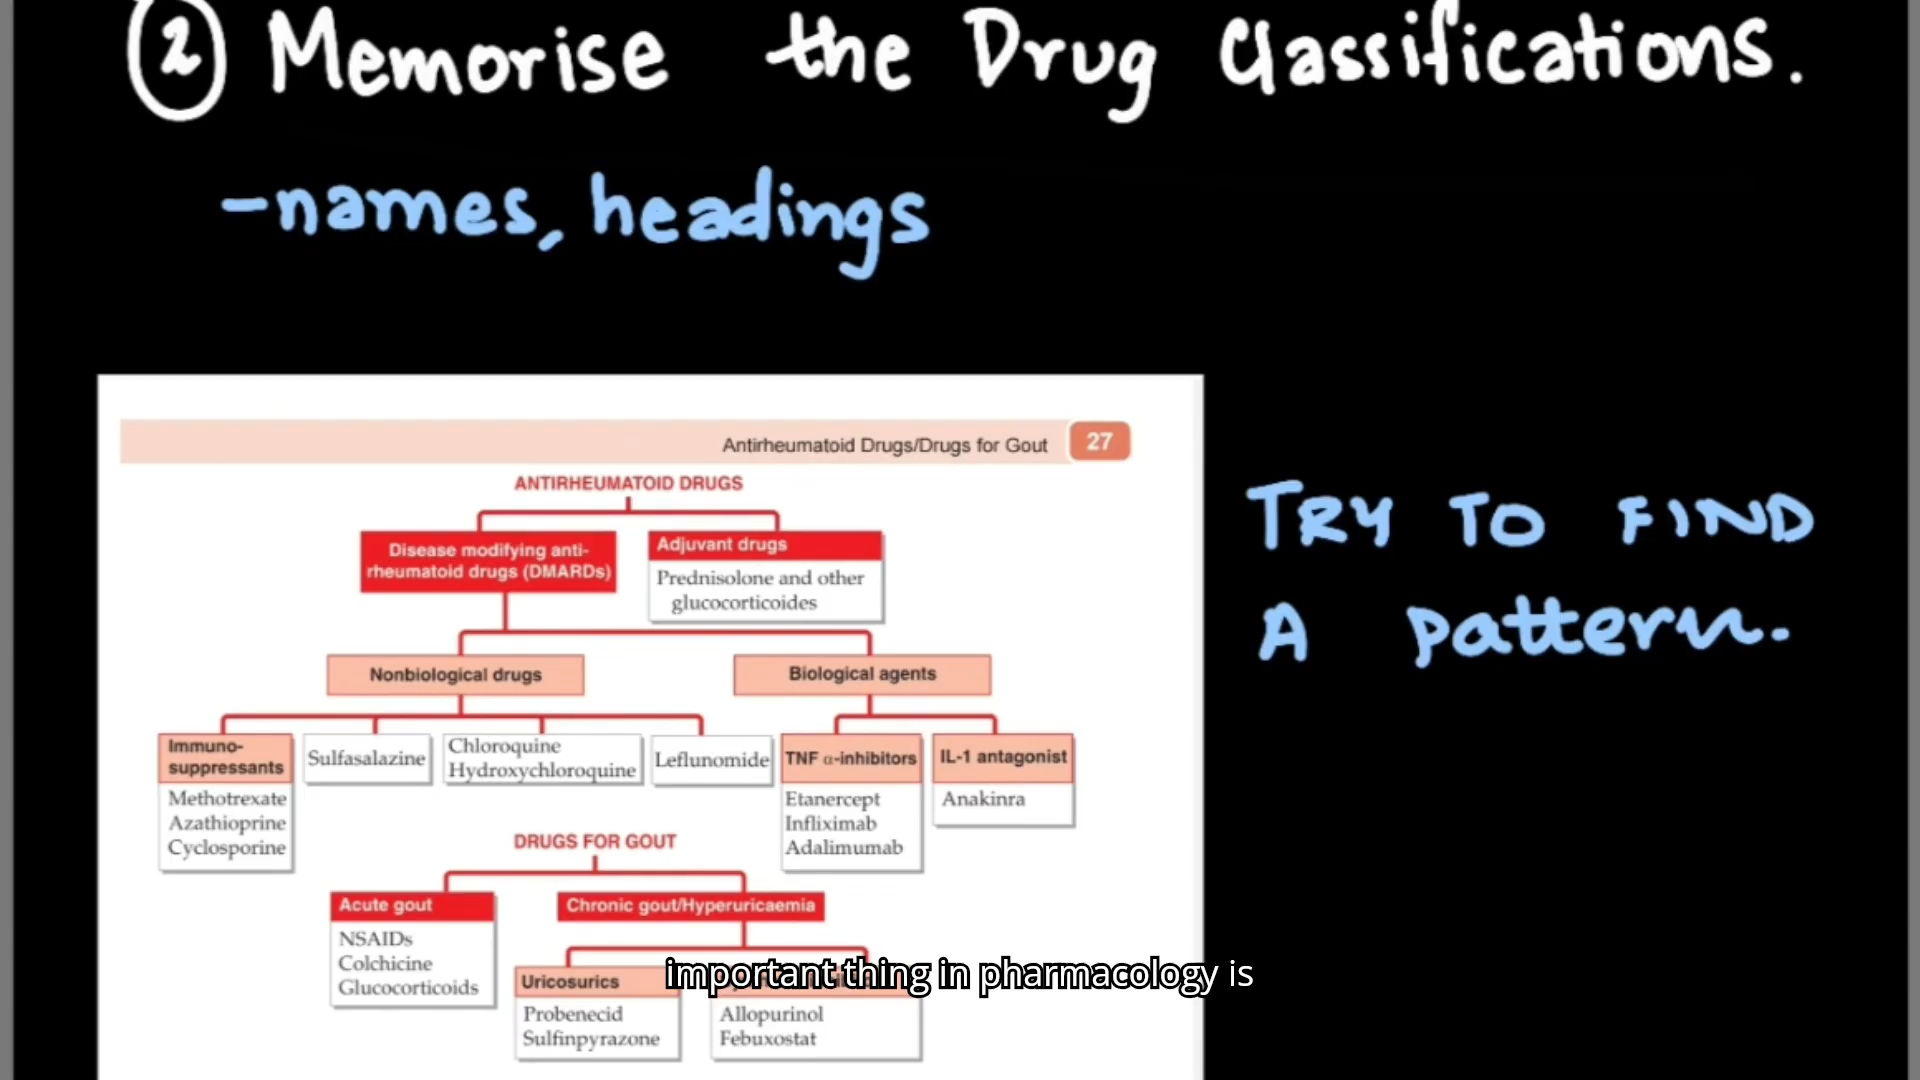 ② Memorise the Drug Classifications.
-names, headings
Antirheumatoid Drugs/Drugs for Gout 27
ANTIRHEUMATOID DRUGS
Disease modifying anti-
rheumatoid drugs (DMARDs)
Adjuvant drugs
Prednisolone and other
glucocorticoides
TRY TO FIND
A pattern.
Nonbiological drugs
Biological agents
Immuno-
suppressants
Methotrexate
Azathioprine
Cyclosporine
Sulfasalazine
Chloroquine
Hydroxychloroquine
Leflunomide
TNF α-inhibitors
Etanercept
Infliximab
Adalimumab
IL-1 antagonist
Anakinra
DRUGS FOR GOUT
Acute gout
NSAIDs
Colchicine
Glucocorticoids
Chronic gout/Hyperuricaemia
Uricosurics
Probenecid
Sulfinpyrazone
Allopurinol
Febuxostat
important thing in pharmacology is